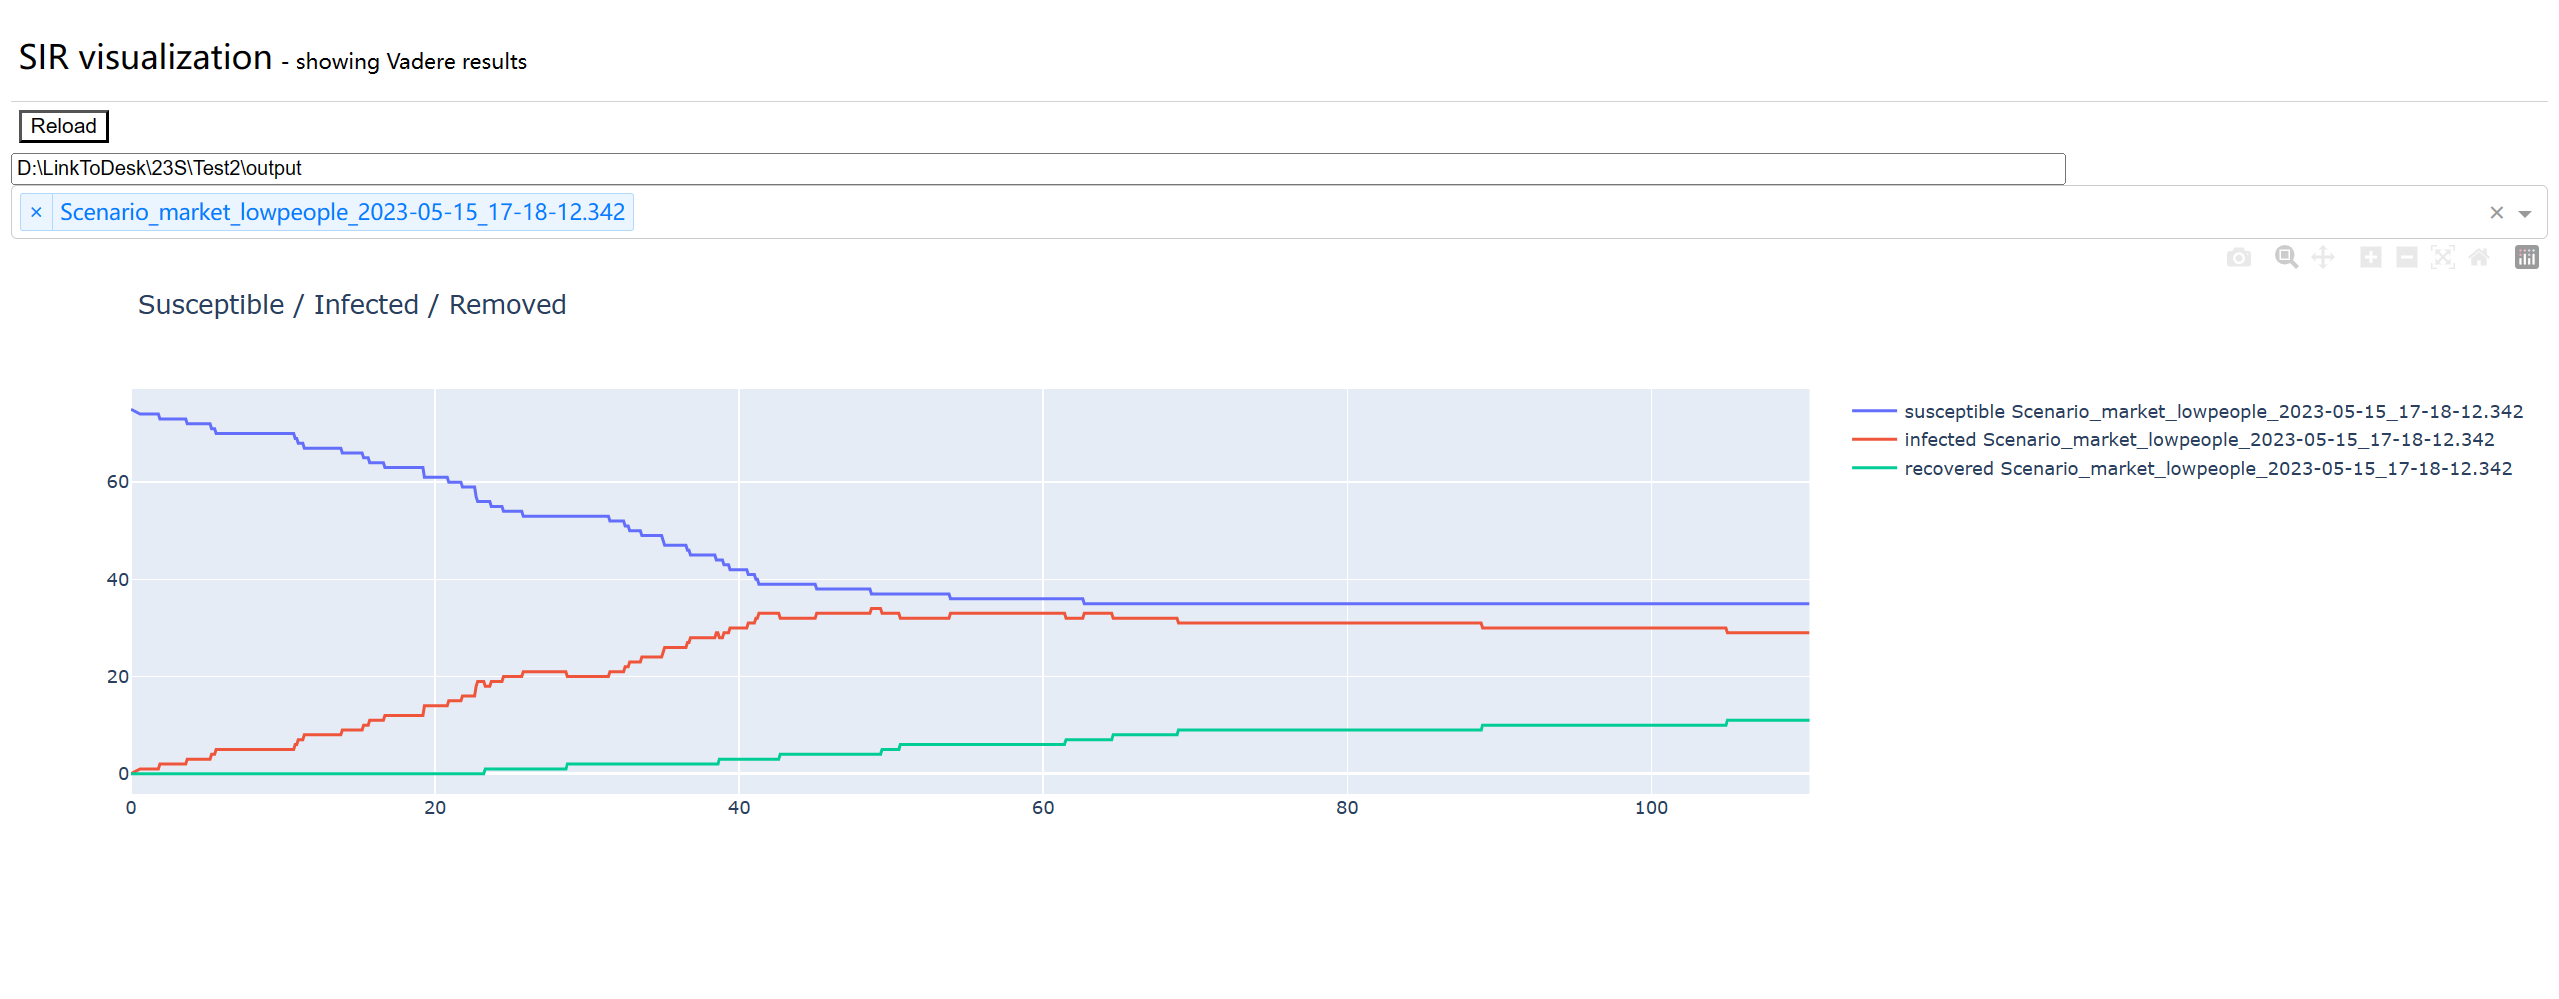 SIR visualization - showing Vadere results
Reload
D:\LinkToDesk\23S\Test2\output
× Scenario_market_lowpeople_2023-05-15_17-18-12.342 ×
Susceptible / Infected / Removed
susceptible Scenario_market_lowpeople_2023-05-15_17-18-12.342
infected Scenario_market_lowpeople_2023-05-15_17-18-12.342
recovered Scenario_market_lowpeople_2023-05-15_17-18-12.342
60
40
20
0
0 20 40 60 80 100